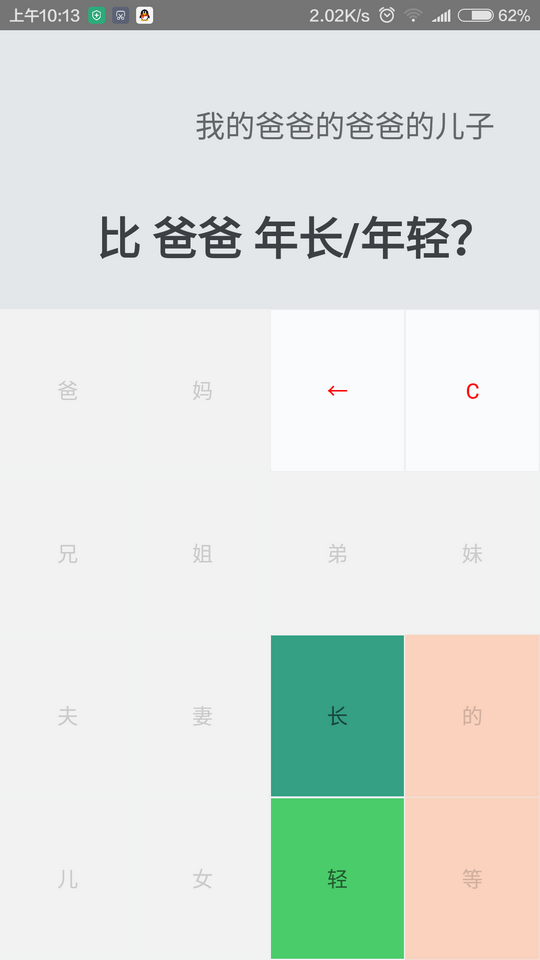 上午10:13 2.02K/s 62%
我的爸爸的爸爸的儿子
比 爸爸 年长/年轻?
爸 妈 ← C
兄 姐 弟 妹
夫 妻 长 的
儿 女 轻 等